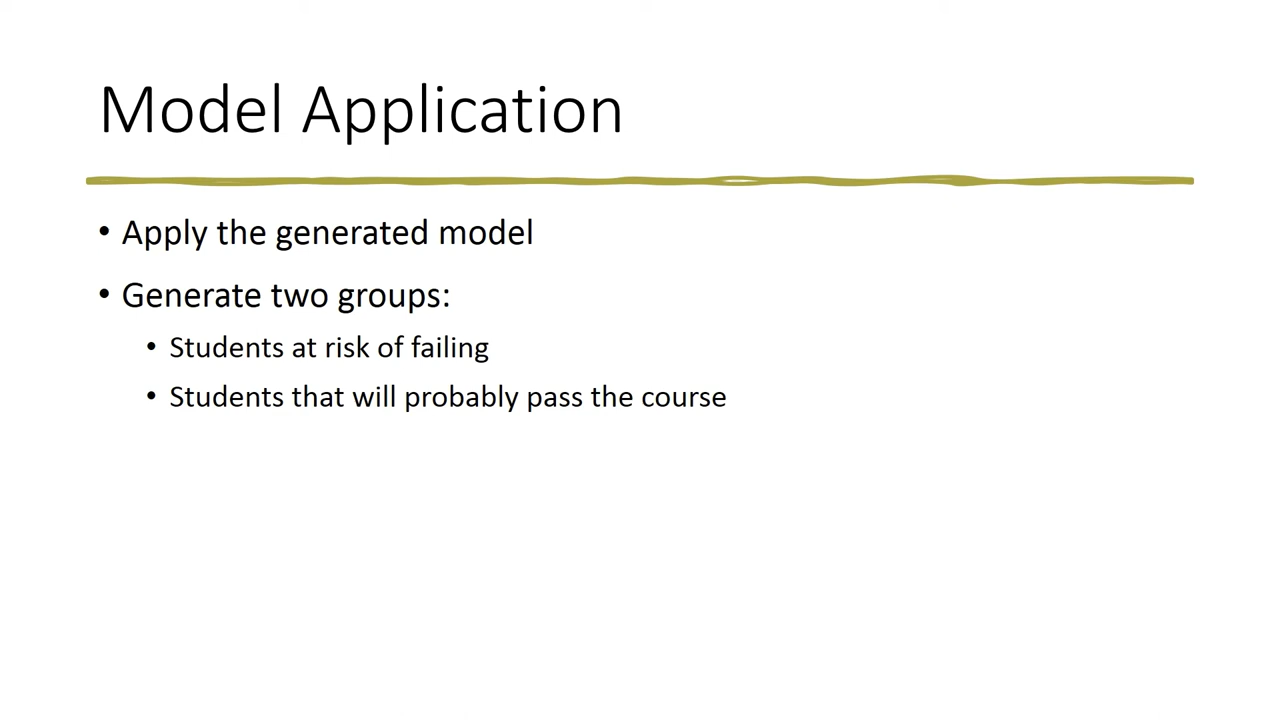 Model Application
• Apply the generated model
• Generate two groups:
• Students at risk of failing
• Students that will probably pass the course